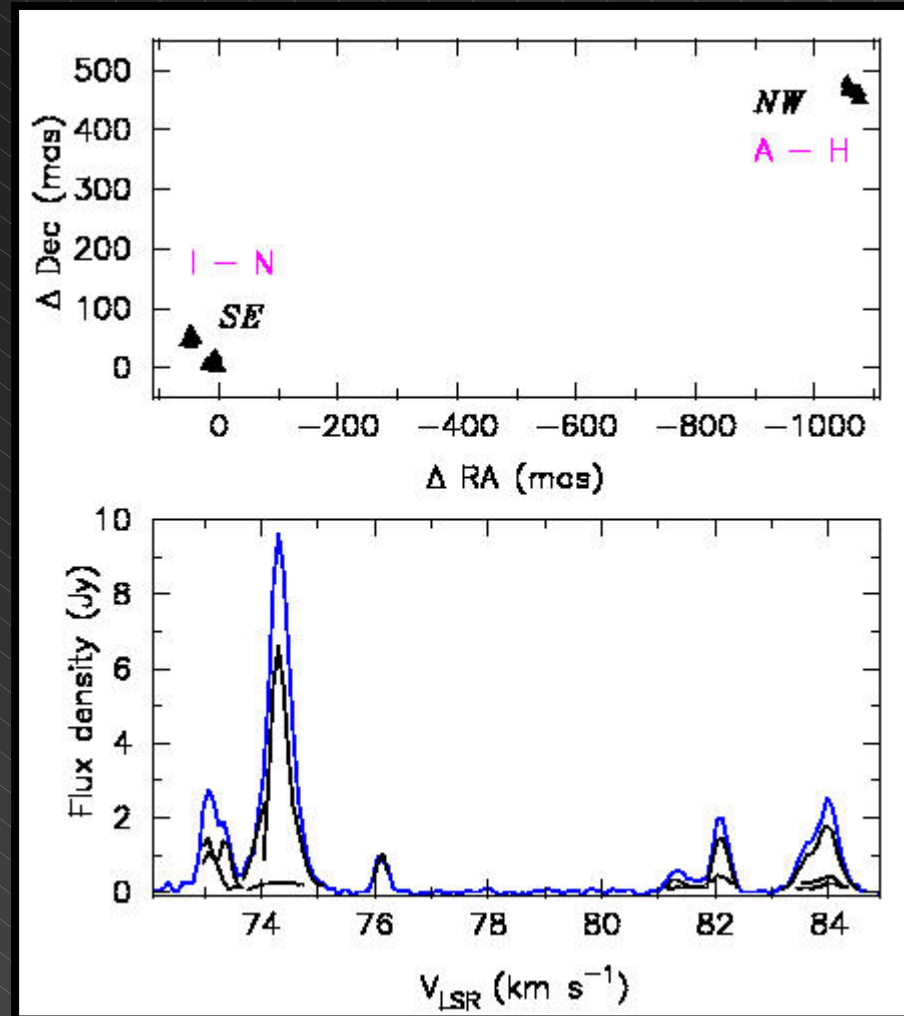 500
400
300
200
100
0
Δ Dec (mas)
NW
A – H
I – N
SE
0 −200 −400 −600 −800 −1000
Δ RA (mas)
10
8
6
4
2
0
Flux density (Jy)
74 76 78 80 82 84
V_LSR (km s⁻¹)